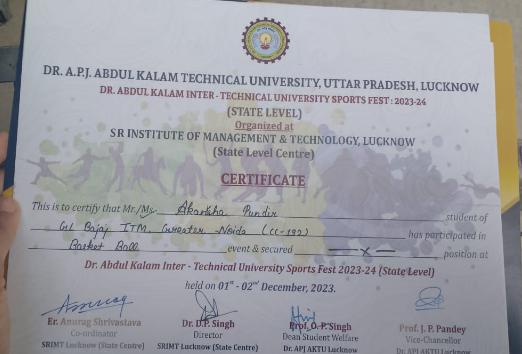 DR. A.P.J. ABDUL KALAM TECHNICAL UNIVERSITY, UTTAR PRADESH, LUCKNOW
DR. ABDUL KALAM INTER - TECHNICAL UNIVERSITY SPORTS FEST : 2023-24
(STATE LEVEL)
Organized at
SR INSTITUTE OF MANAGEMENT & TECHNOLOGY, LUCKNOW
(State Level Centre)
CERTIFICATE
This is to certify that Mr./Ms. Akarsha Pundir student of
GL Bajaj ITM, Greater Noida (CC-192) has participated in
Basket Ball event & secured —x— position at
Dr. Abdul Kalam Inter - Technical University Sports Fest 2023-24 (State Level)
held on 01st - 02nd December, 2023.
Er. Anurag Shrivastava Dr. D.P. Singh Prof. O. P. Singh Prof. J. P. Pandey
Co-ordinator Director Dean Student Welfare Vice-Chancellor
SRIMT Lucknow (State Centre) SRIMT Lucknow (State Centre) Dr. APJ AKTU Lucknow Dr. APJ AKTU Lucknow